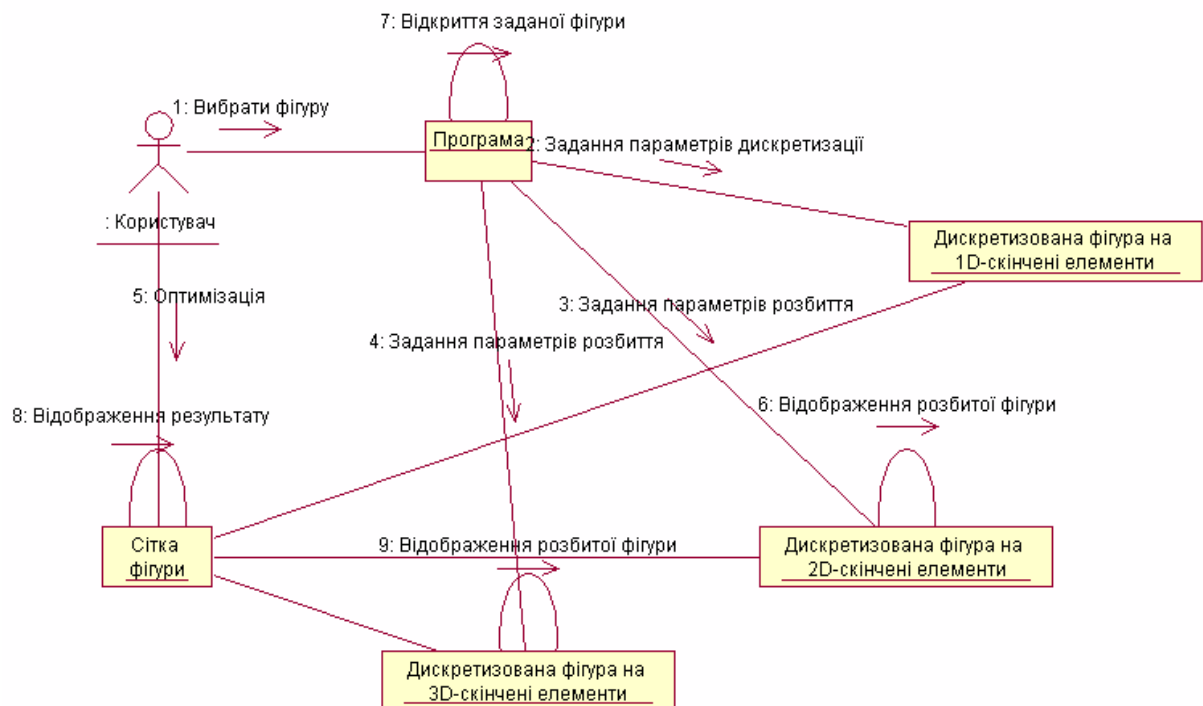 7: Відкриття заданої фігури
1: Вибрати фігуру
Програма
2: Задання параметрів дискретизації
: Користувач
Дискретизована фігура на
1D-скінчені елементи
5: Оптимізація
3: Задання параметрів розбиття
4: Задання параметрів розбиття
8: Відображення результату
6: Відображення розбитої фігури
Сітка
фігури
9: Відображення розбитої фігури
Дискретизована фігура на
2D-скінчені елементи
Дискретизована фігура на
3D-скінчені елементи